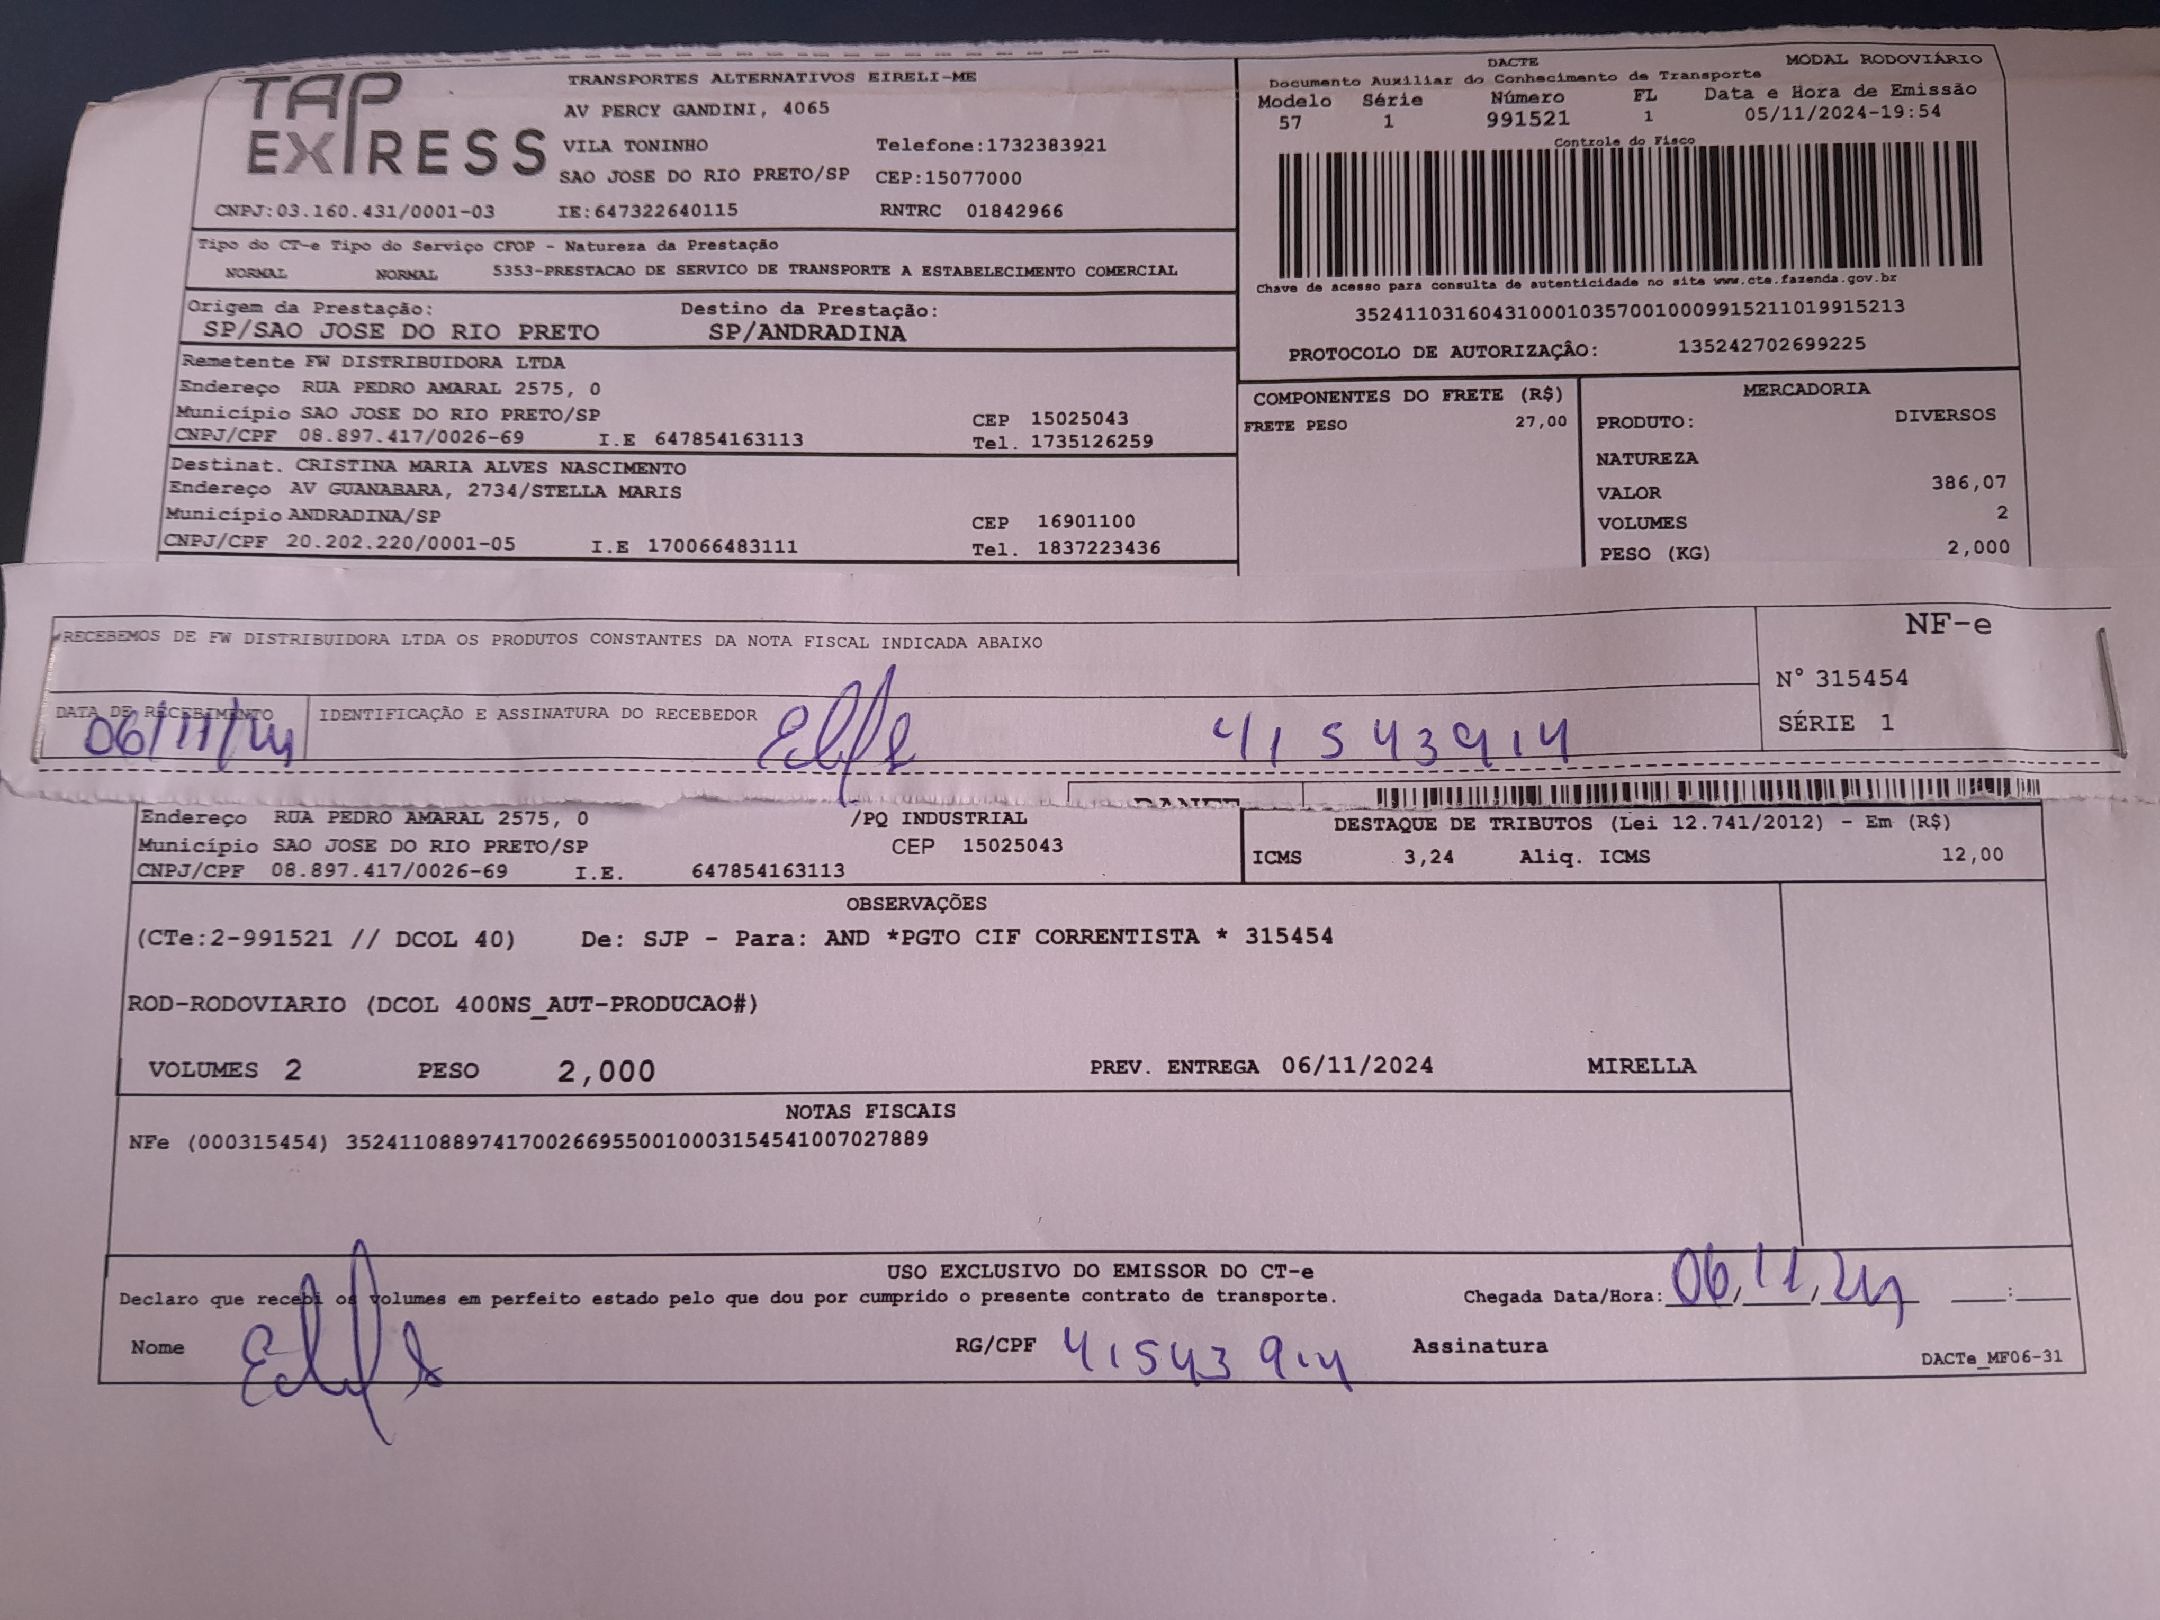 TAP EXPRESS
TRANSPORTES ALTERNATIVOS EIRELI-ME
AV PERCY GANDINI, 4065
VILA TONINHO Telefone:1732383921
SAO JOSE DO RIO PRETO/SP CEP:15077000
CNPJ:03.160.431/0001-03 IE:647322640115 RNTRC 01842966
DACTE MODAL RODOVIÁRIO
Documento Auxiliar do Conhecimento de Transporte
Modelo Série Número FL Data e Hora de Emissão
57 1 991521 1 05/11/2024-19:54
Controle do Fisco
Chave de acesso para consulta de autenticidade no site www.cte.fazenda.gov.br
35241103160431000103570010009915211019915213
PROTOCOLO DE AUTORIZAÇÂO: 135242702699225
Tipo do CT-e Tipo do Serviço CFOP - Natureza da Prestação
NORMAL NORMAL 5353-PRESTACAO DE SERVICO DE TRANSPORTE A ESTABELECIMENTO COMERCIAL
Origem da Prestação: Destino da Prestação:
SP/SAO JOSE DO RIO PRETO SP/ANDRADINA
Remetente FW DISTRIBUIDORA LTDA
Endereço RUA PEDRO AMARAL 2575, 0
Município SAO JOSE DO RIO PRETO/SP CEP 15025043
CNPJ/CPF 08.897.417/0026-69 I.E 647854163113 Tel. 1735126259
Destinat. CRISTINA MARIA ALVES NASCIMENTO
Endereço AV GUANABARA, 2734/STELLA MARIS
Município ANDRADINA/SP CEP 16901100
CNPJ/CPF 20.202.220/0001-05 I.E 170066483111 Tel. 1837223436
COMPONENTES DO FRETE (R$)
FRETE PESO 27,00
MERCADORIA
PRODUTO: DIVERSOS
NATUREZA
VALOR 386,07
VOLUMES 2
PESO (KG) 2,000
RECEBEMOS DE FW DISTRIBUIDORA LTDA OS PRODUTOS CONSTANTES DA NOTA FISCAL INDICADA ABAIXO
NF-e
N° 315454
SÉRIE 1
DATA DE RECEBIMENTO IDENTIFICAÇÃO E ASSINATURA DO RECEBEDOR
06/11/24 41543914
DANFE
Endereço RUA PEDRO AMARAL 2575, 0 /PQ INDUSTRIAL
Município SAO JOSE DO RIO PRETO/SP CEP 15025043
CNPJ/CPF 08.897.417/0026-69 I.E. 647854163113
DESTAQUE DE TRIBUTOS (Lei 12.741/2012) - Em (R$)
ICMS 3,24 Aliq. ICMS 12,00
OBSERVAÇÕES
(CTe:2-991521 // DCOL 40) De: SJP - Para: AND *PGTO CIF CORRENTISTA * 315454
ROD-RODOVIARIO (DCOL 400NS_AUT-PRODUCAO#)
VOLUMES 2 PESO 2,000 PREV. ENTREGA 06/11/2024 MIRELLA
NOTAS FISCAIS
NFe (000315454) 35241108897417002669550010003154541007027889
USO EXCLUSIVO DO EMISSOR DO CT-e
Declaro que recebi os volumes em perfeito estado pelo que dou por cumprido o presente contrato de transporte. Chegada Data/Hora: 06/11/24 __:__
Nome RG/CPF 41543914 Assinatura
DACTe_MF06-31